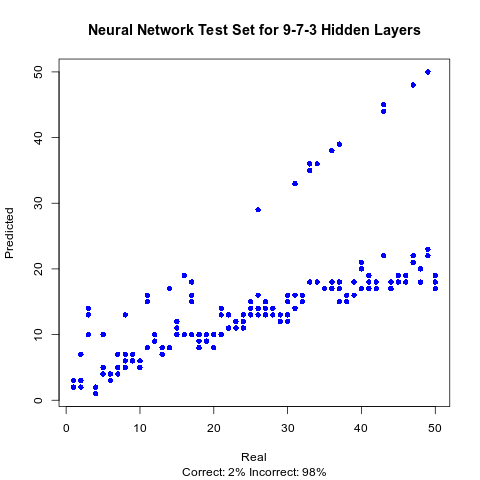 Neural Network Test Set for 9-7-3 Hidden Layers
Predicted
50
40
30
20
10
0
0 10 20 30 40 50
Real
Correct: 2% Incorrect: 98%